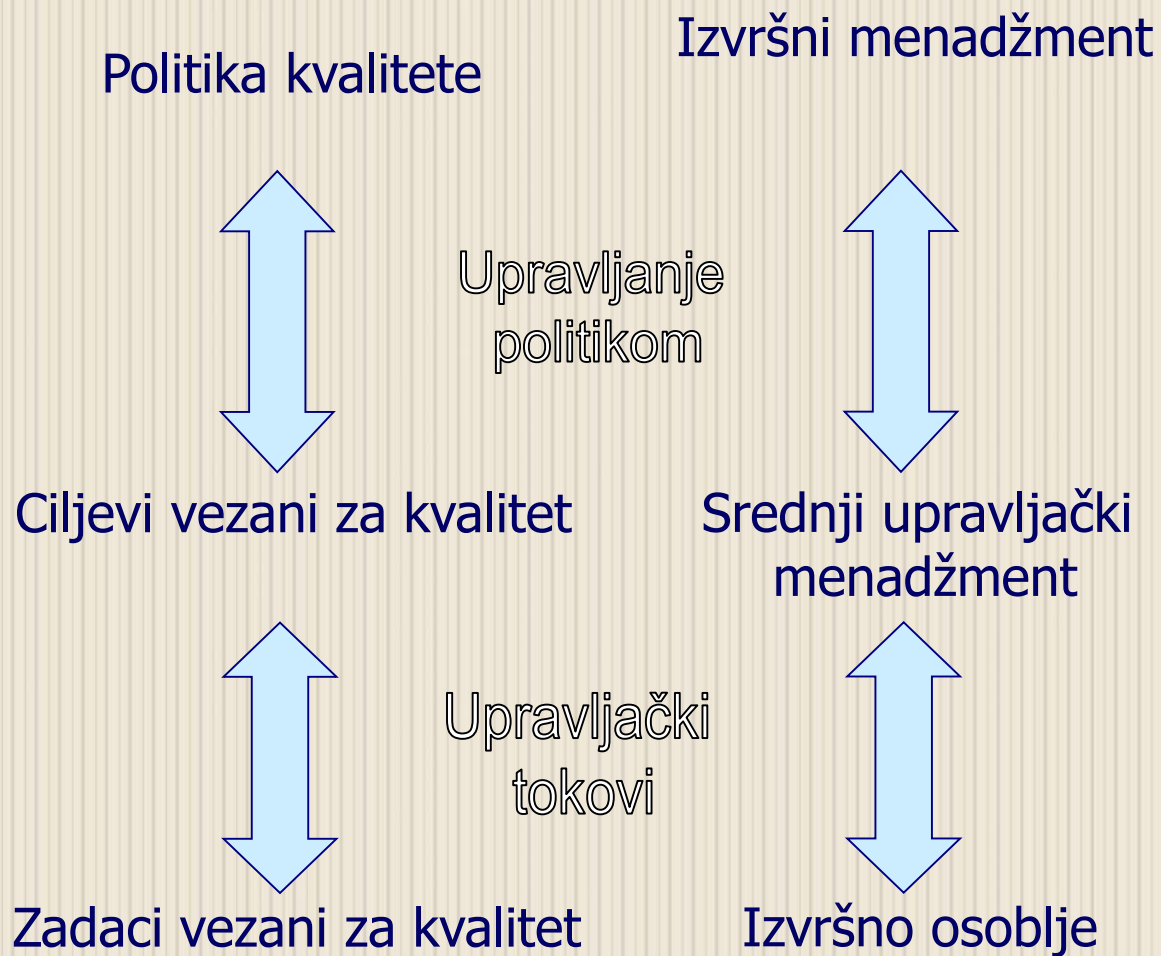 Politika kvalitete
Izvršni menadžment
Upravljanje
politikom
Ciljevi vezani za kvalitet
Srednji upravljački
menadžment
Upravljački
tokovi
Zadaci vezani za kvalitet
Izvršno osoblje